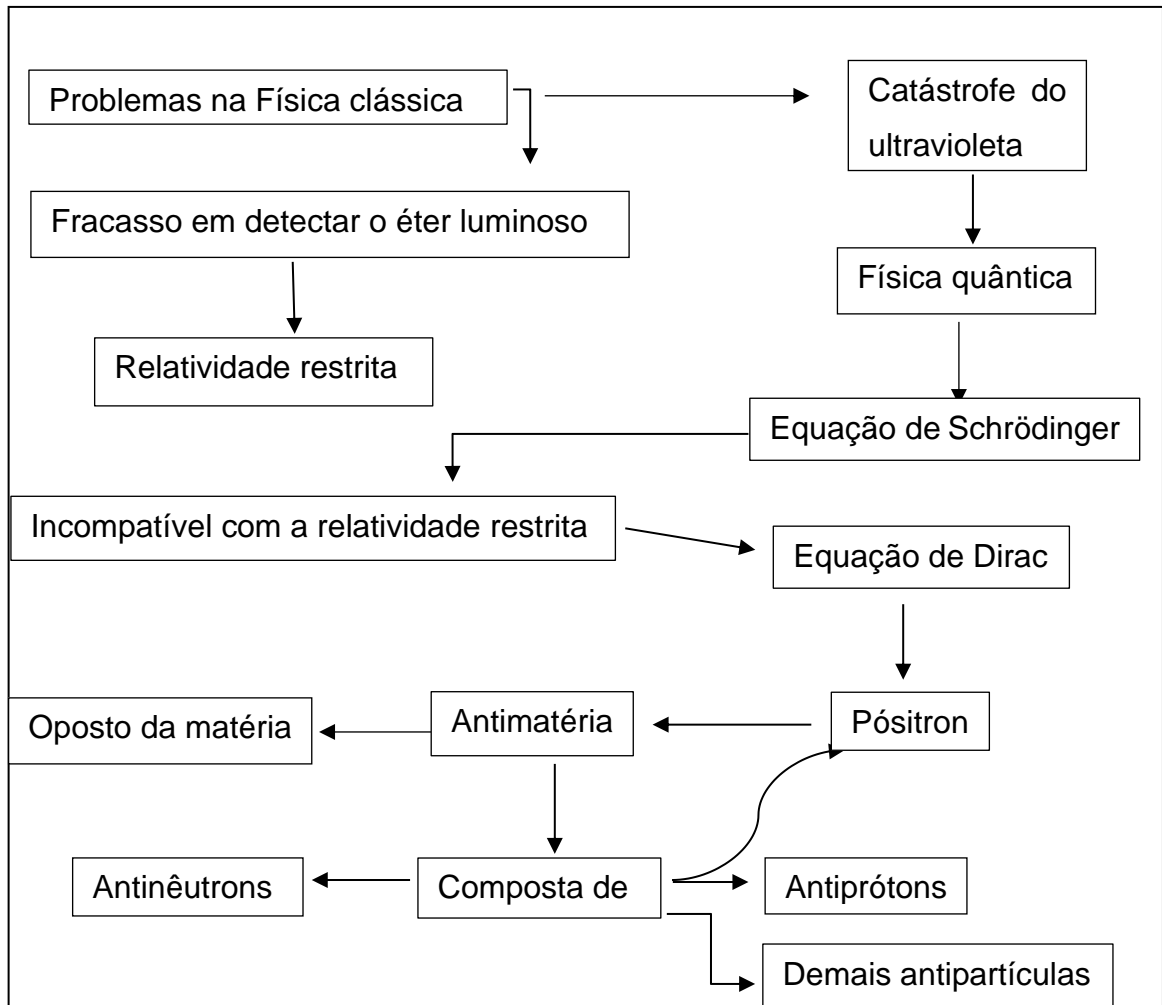 Problemas na Física clássica
Catástrofe do
ultravioleta
Fracasso em detectar o éter luminoso
Física quântica
Relatividade restrita
Equação de Schrödinger
Incompatível com a relatividade restrita
Equação de Dirac
Oposto da matéria
Antimatéria
Pósitron
Antinêutrons
Composta de
Antiprótons
Demais antipartículas